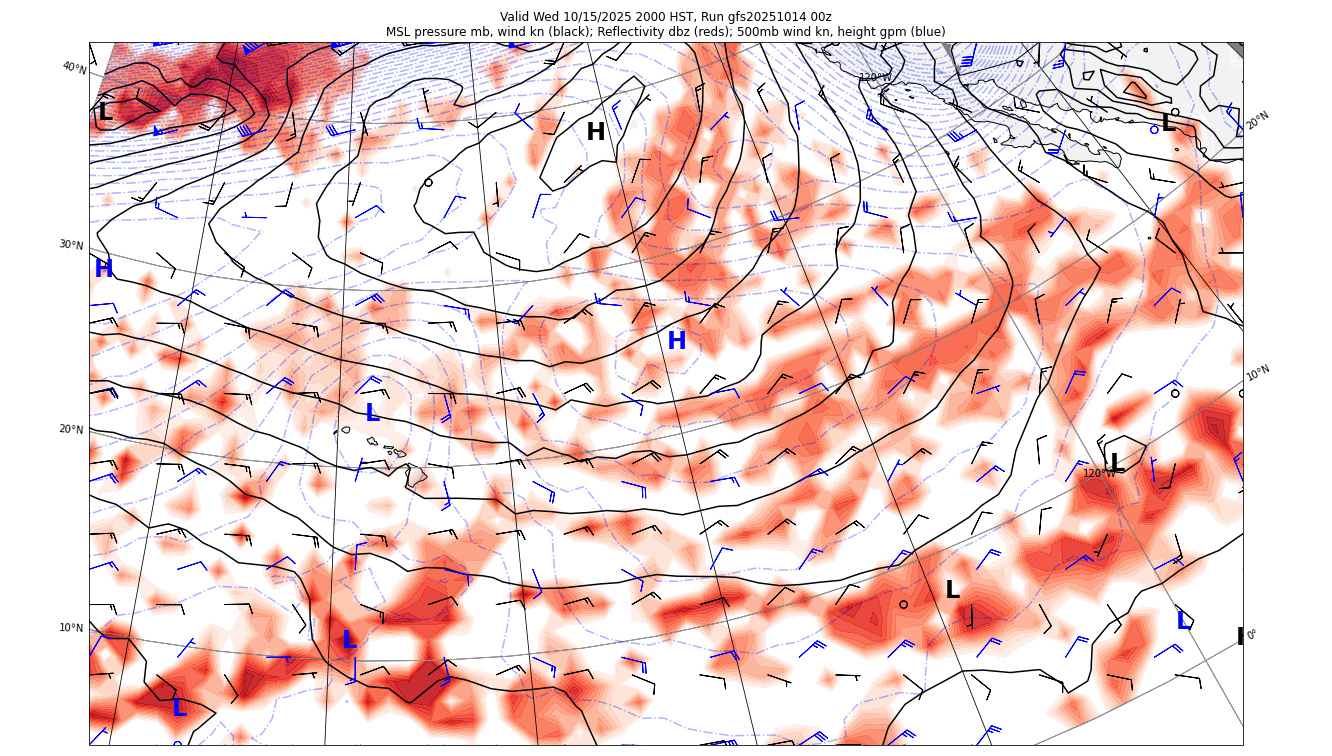 Valid Wed 10/15/2025 2000 HST, Run gfs20251014 00z
MSL pressure mb, wind kn (black); Reflectivity dbz (reds); 500mb wind kn, height gpm (blue)
40°N
120°W
L
H
L
20°N
30°N
H
H
10°N
L
20°N
L
120°W
L
10°N
L
L
0°
L